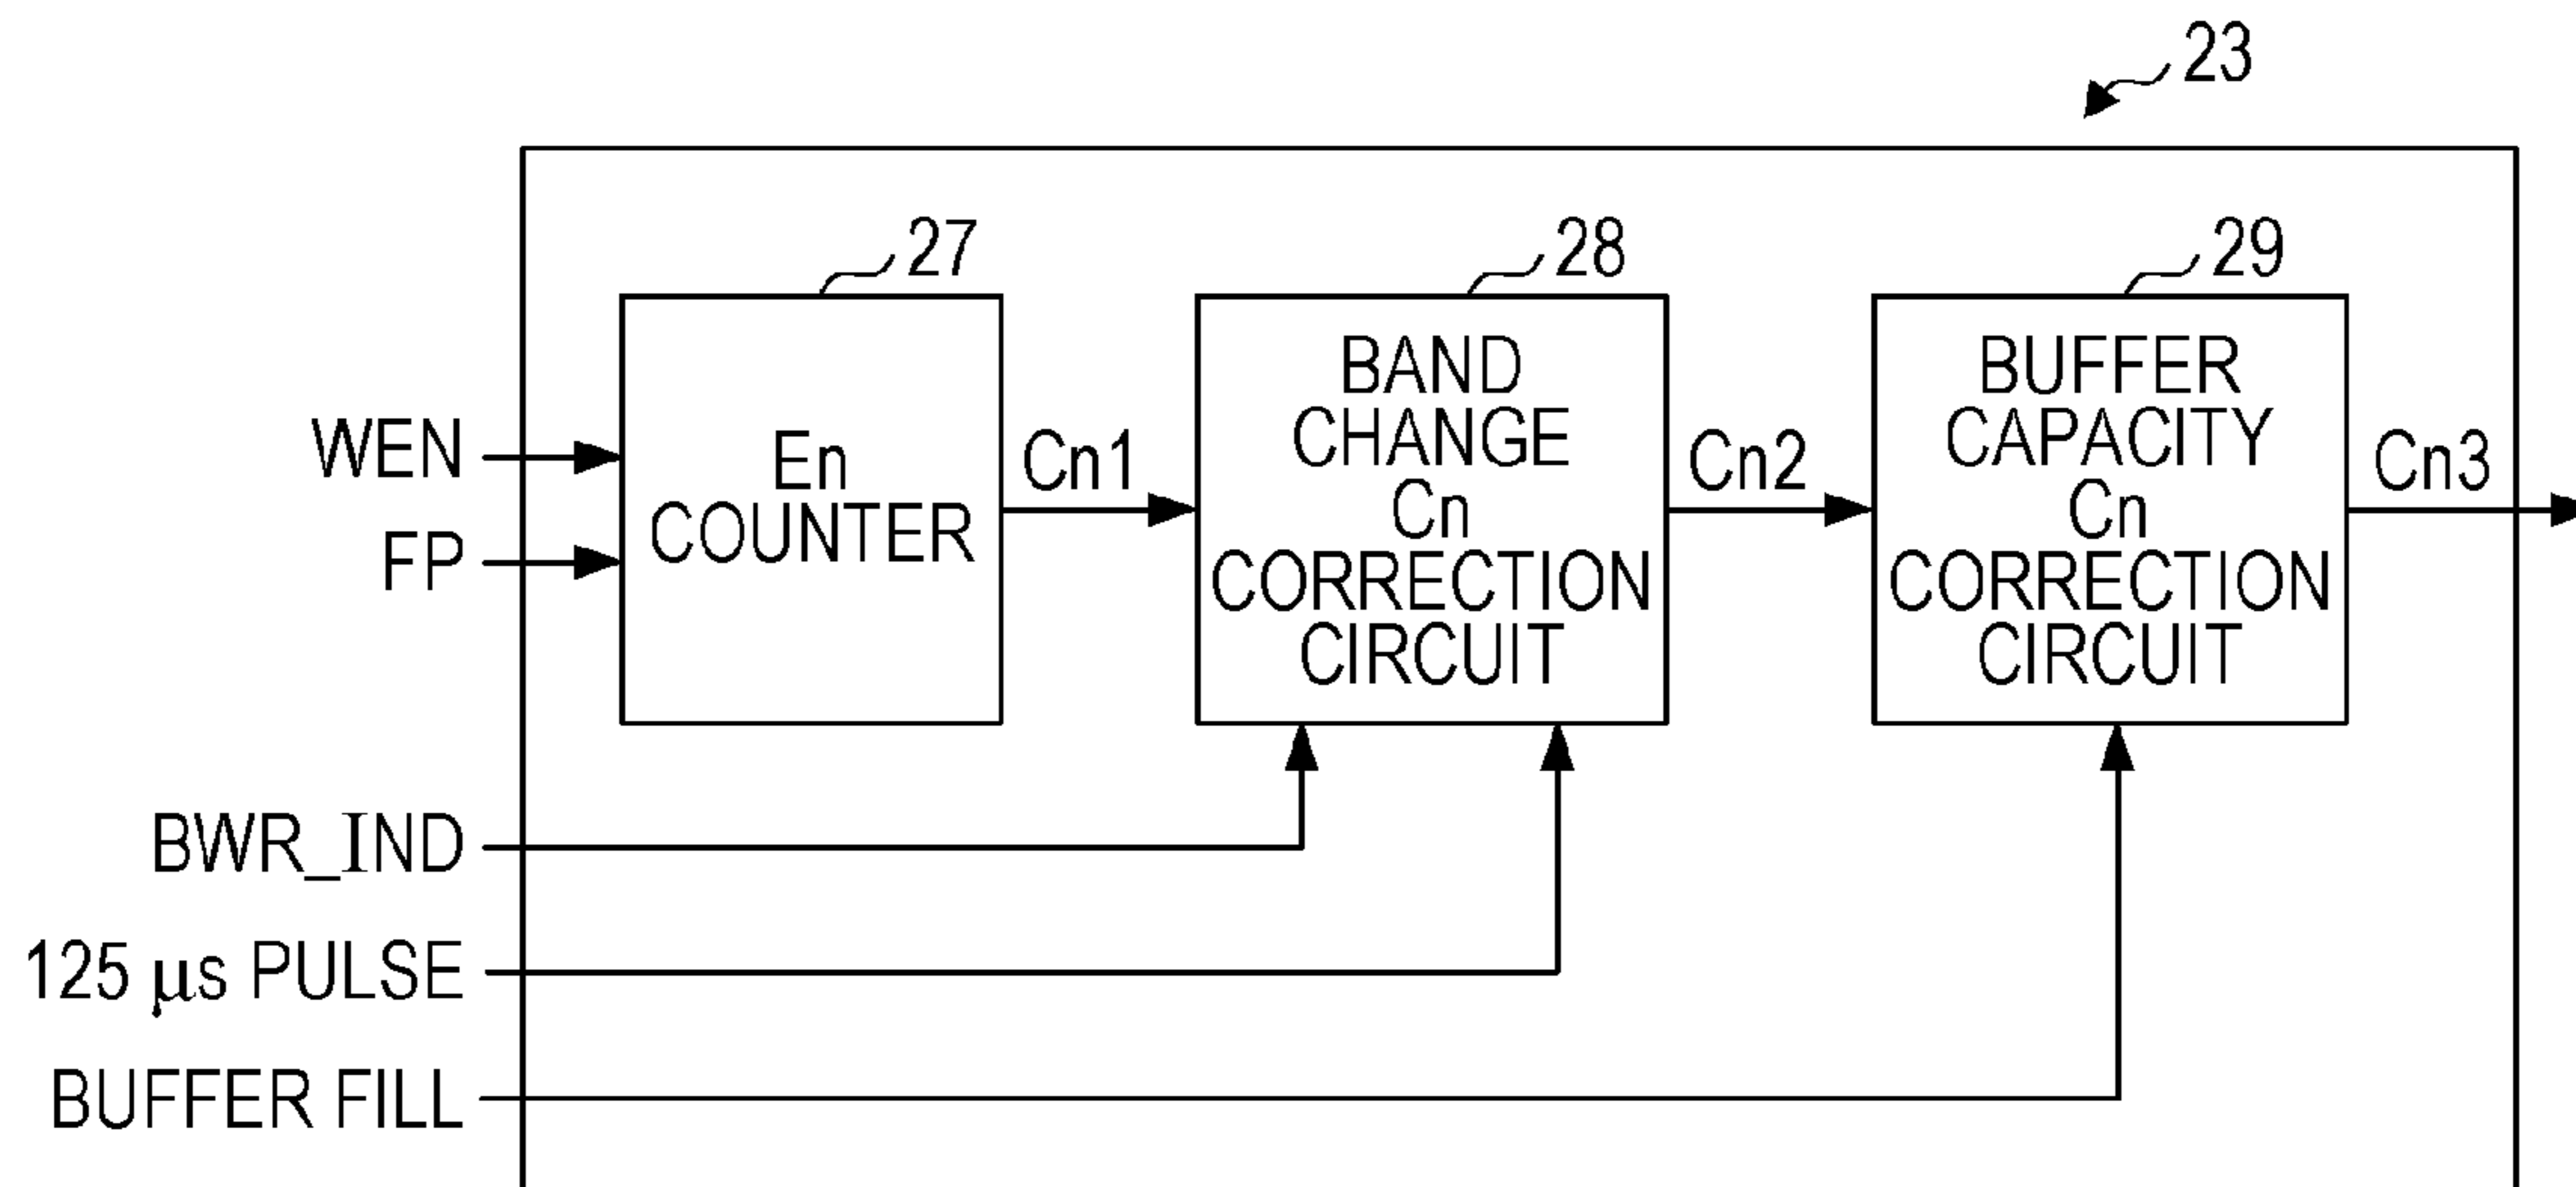 23
27
28
29
WEN
FP
En
COUNTER
Cn1
BAND
CHANGE
Cn
CORRECTION
CIRCUIT
Cn2
BUFFER
CAPACITY
Cn
CORRECTION
CIRCUIT
Cn3
BWR_IND
125 μs PULSE
BUFFER FILL